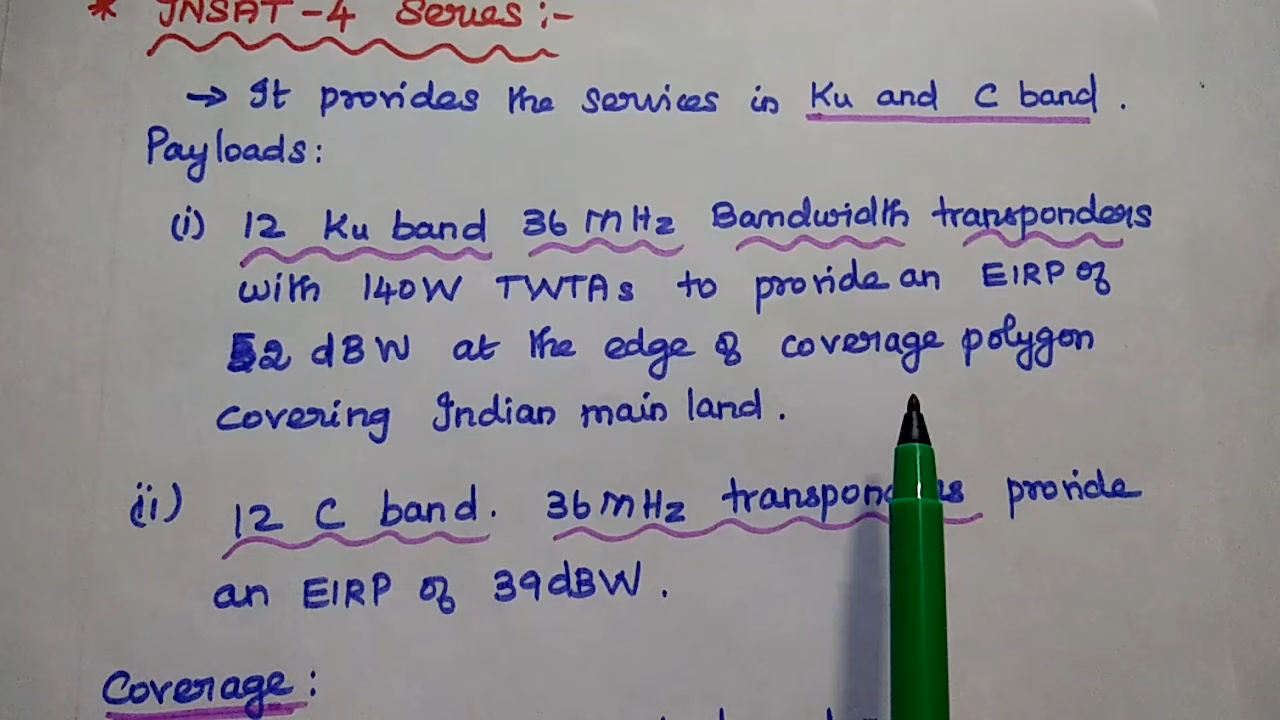 * INSAT-4 Series :-
→ It provides the services in Ku and C band.
Payloads:
(i) 12 Ku band 36 MHz Bandwidth transponders
with 140W TWTAs to provide an EIRP of
52 dBW at the edge of coverage polygon
covering Indian main land.
(ii) 12 C band. 36 MHz transponders provide
an EIRP of 39dBW.
Coverage: